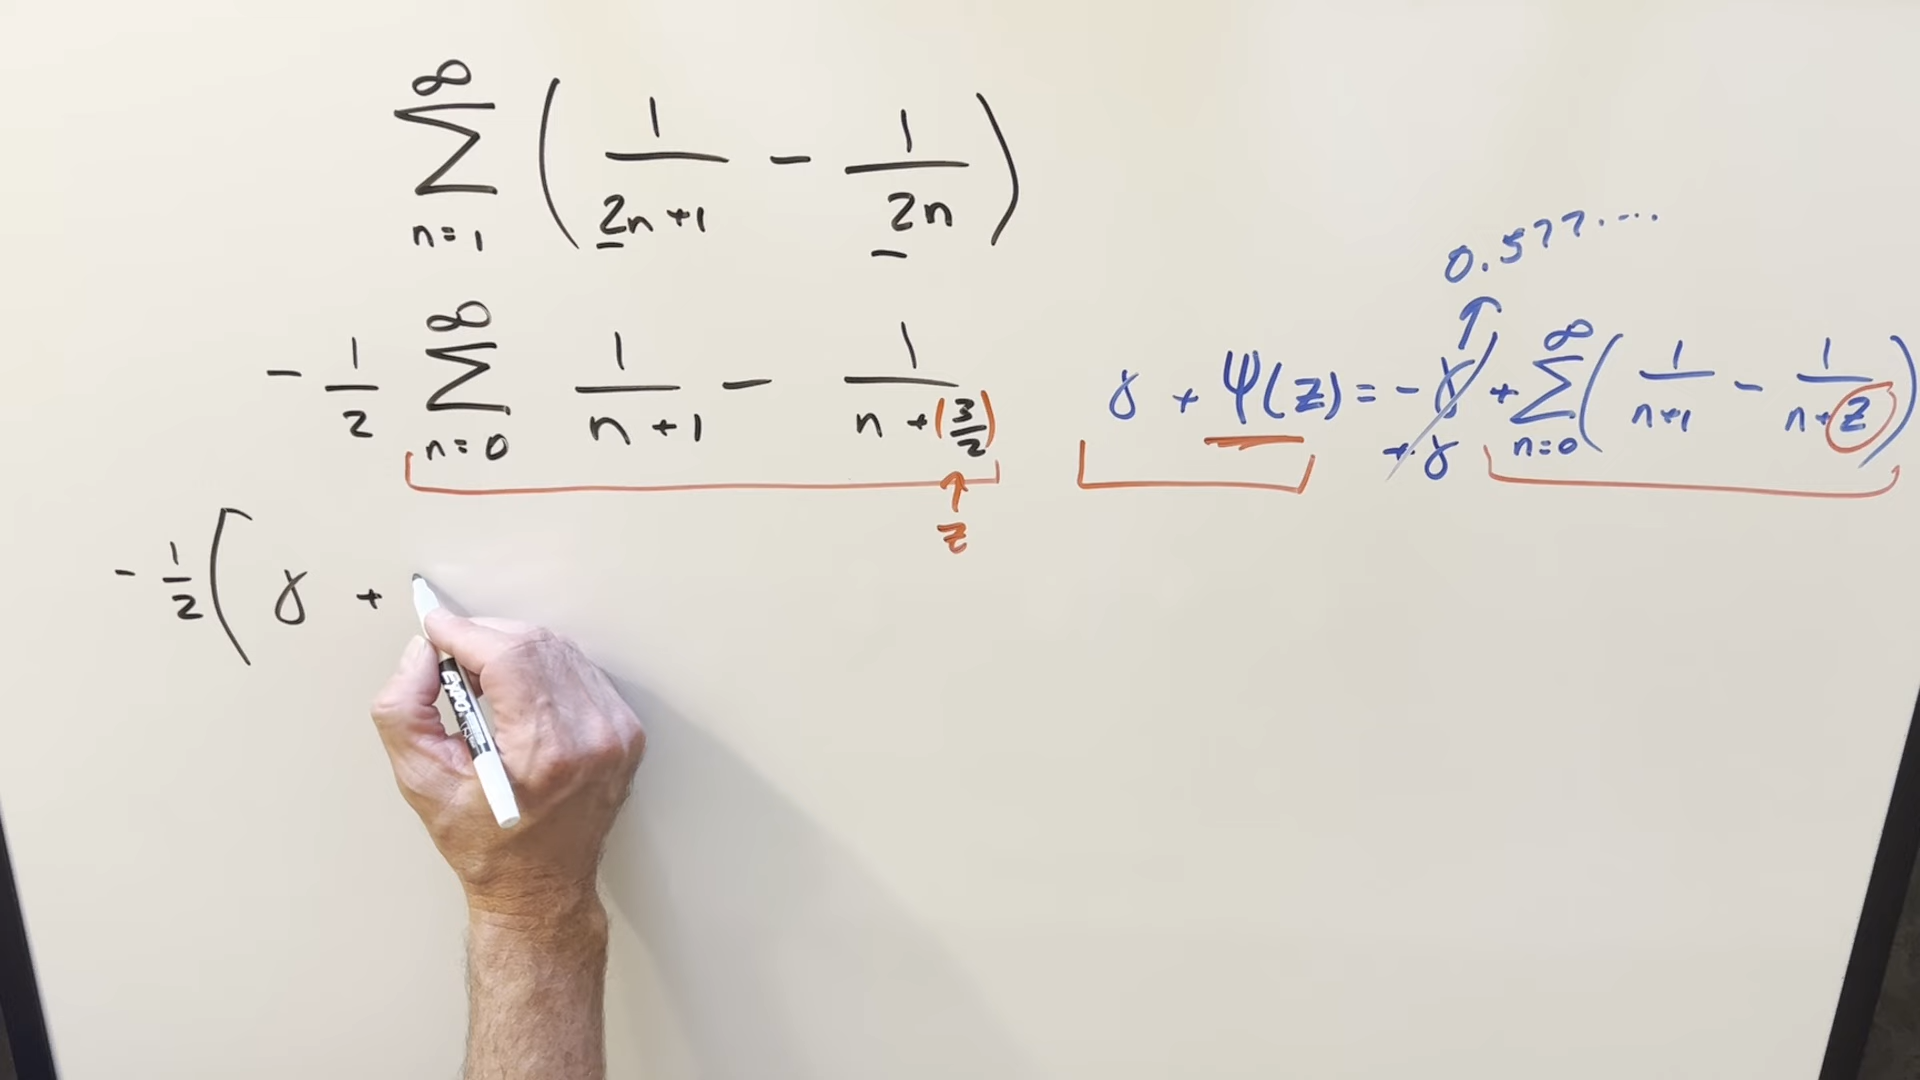 ∞
∑ ( 1/(2n+1) − 1/(2n) )
n=1
0.577....
− 1/2 ∞∑n=0 1/(n+1) − 1/(n+(3/2))
γ + Ψ(z) = −γ + ∞∑n=0 ( 1/(n+1) − 1/(n+z) )
+γ
z
− 1/2 ( γ +
EXPO